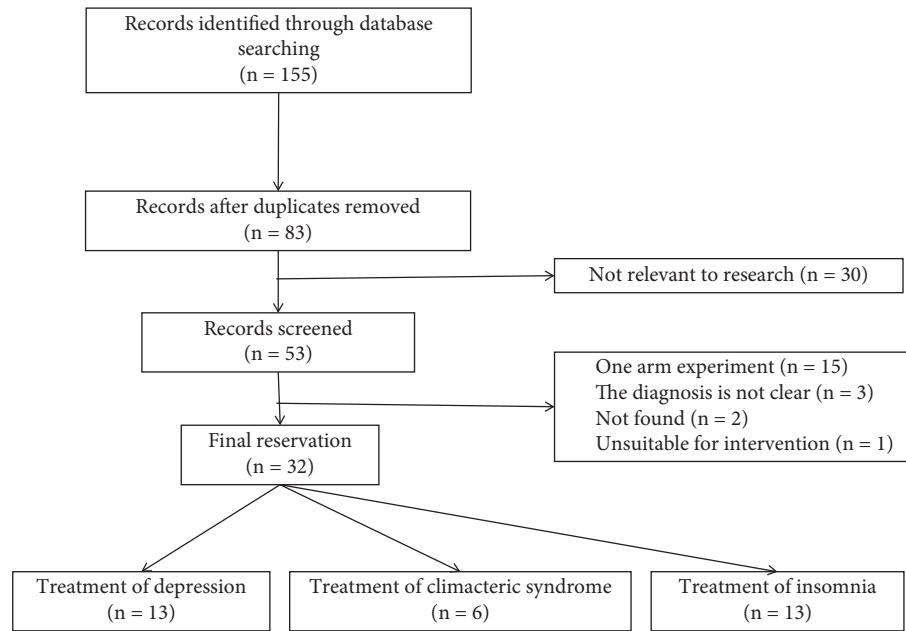 Records identified through database
searching
(n = 155)
Records after duplicates removed
(n = 83)
Not relevant to research (n = 30)
Records screened
(n = 53)
One arm experiment (n = 15)
The diagnosis is not clear (n = 3)
Not found (n = 2)
Unsuitable for intervention (n = 1)
Final reservation
(n = 32)
Treatment of depression
(n = 13)
Treatment of climacteric syndrome
(n = 6)
Treatment of insomnia
(n = 13)